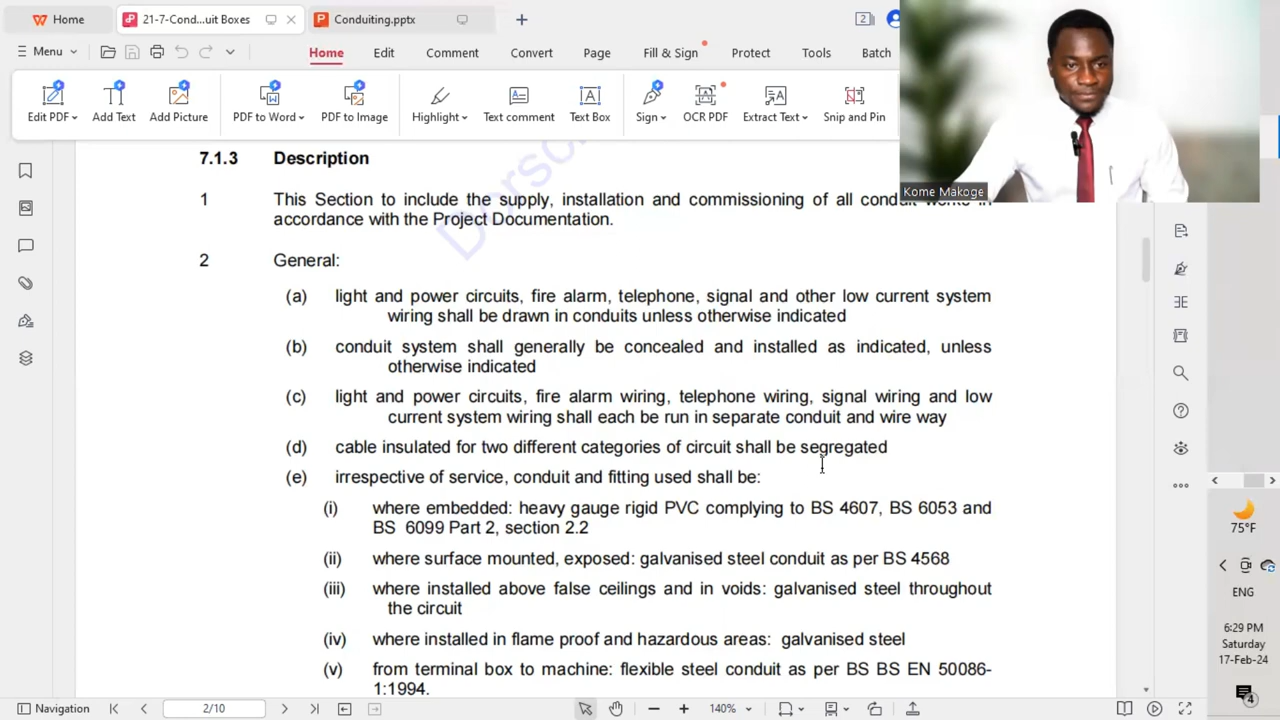 Home 21-7-Cond...uit Boxes Conduiting.pptx 2
Menu Home Edit Comment Convert Page Fill & Sign Protect Tools Batch
Edit PDF Add Text Add Picture PDF to Word PDF to Image Highlight Text comment Text Box Sign OCR PDF Extract Text Snip and Pin
Kome Makoge
7.1.3 Description
1 This Section to include the supply, installation and commissioning of all conduit works in
accordance with the Project Documentation.
2 General:
(a) light and power circuits, fire alarm, telephone, signal and other low current system
wiring shall be drawn in conduits unless otherwise indicated
(b) conduit system shall generally be concealed and installed as indicated, unless
otherwise indicated
(c) light and power circuits, fire alarm wiring, telephone wiring, signal wiring and low
current system wiring shall each be run in separate conduit and wire way
(d) cable insulated for two different categories of circuit shall be segregated
(e) irrespective of service, conduit and fitting used shall be:
(i) where embedded: heavy gauge rigid PVC complying to BS 4607, BS 6053 and
BS 6099 Part 2, section 2.2
(ii) where surface mounted, exposed: galvanised steel conduit as per BS 4568
(iii) where installed above false ceilings and in voids: galvanised steel throughout
the circuit
(iv) where installed in flame proof and hazardous areas: galvanised steel
(v) from terminal box to machine: flexible steel conduit as per BS BS EN 50086-
1:1994.
75°F
ENG
6:29 PM
Saturday
17-Feb-24
4
Navigation 2/10 140%